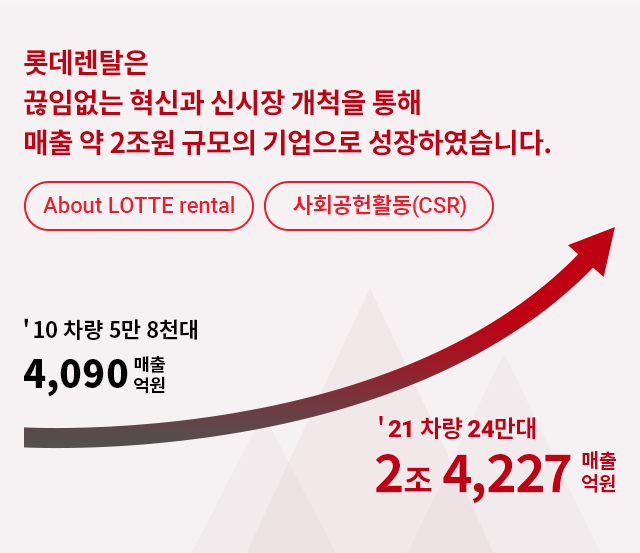 롯데렌탈은
끊임없는 혁신과 신시장 개척을 통해
매출 약 2조원 규모의 기업으로 성장하였습니다.
About LOTTE rental
사회공헌활동(CSR)
'10 차량 5만 8천대
4,090 매출 억원
'21 차량 24만대
2조 4,227 매출 억원